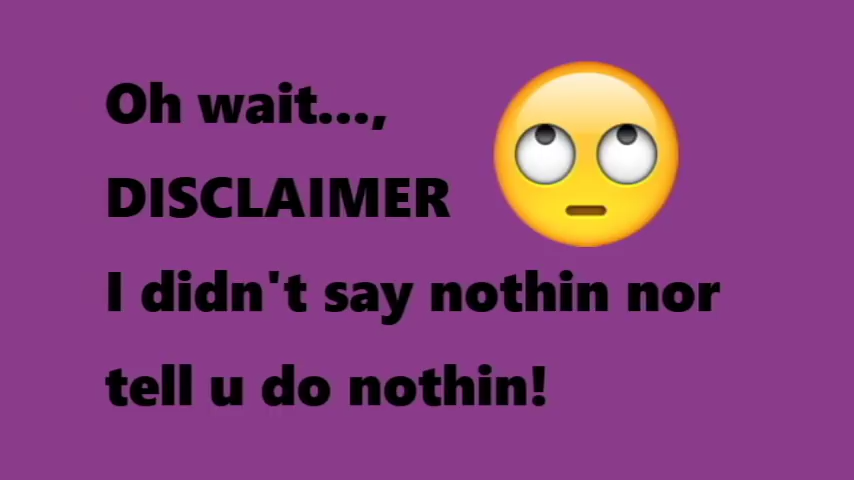 Oh wait...,
DISCLAIMER
I didn't say nothin nor
tell u do nothin!